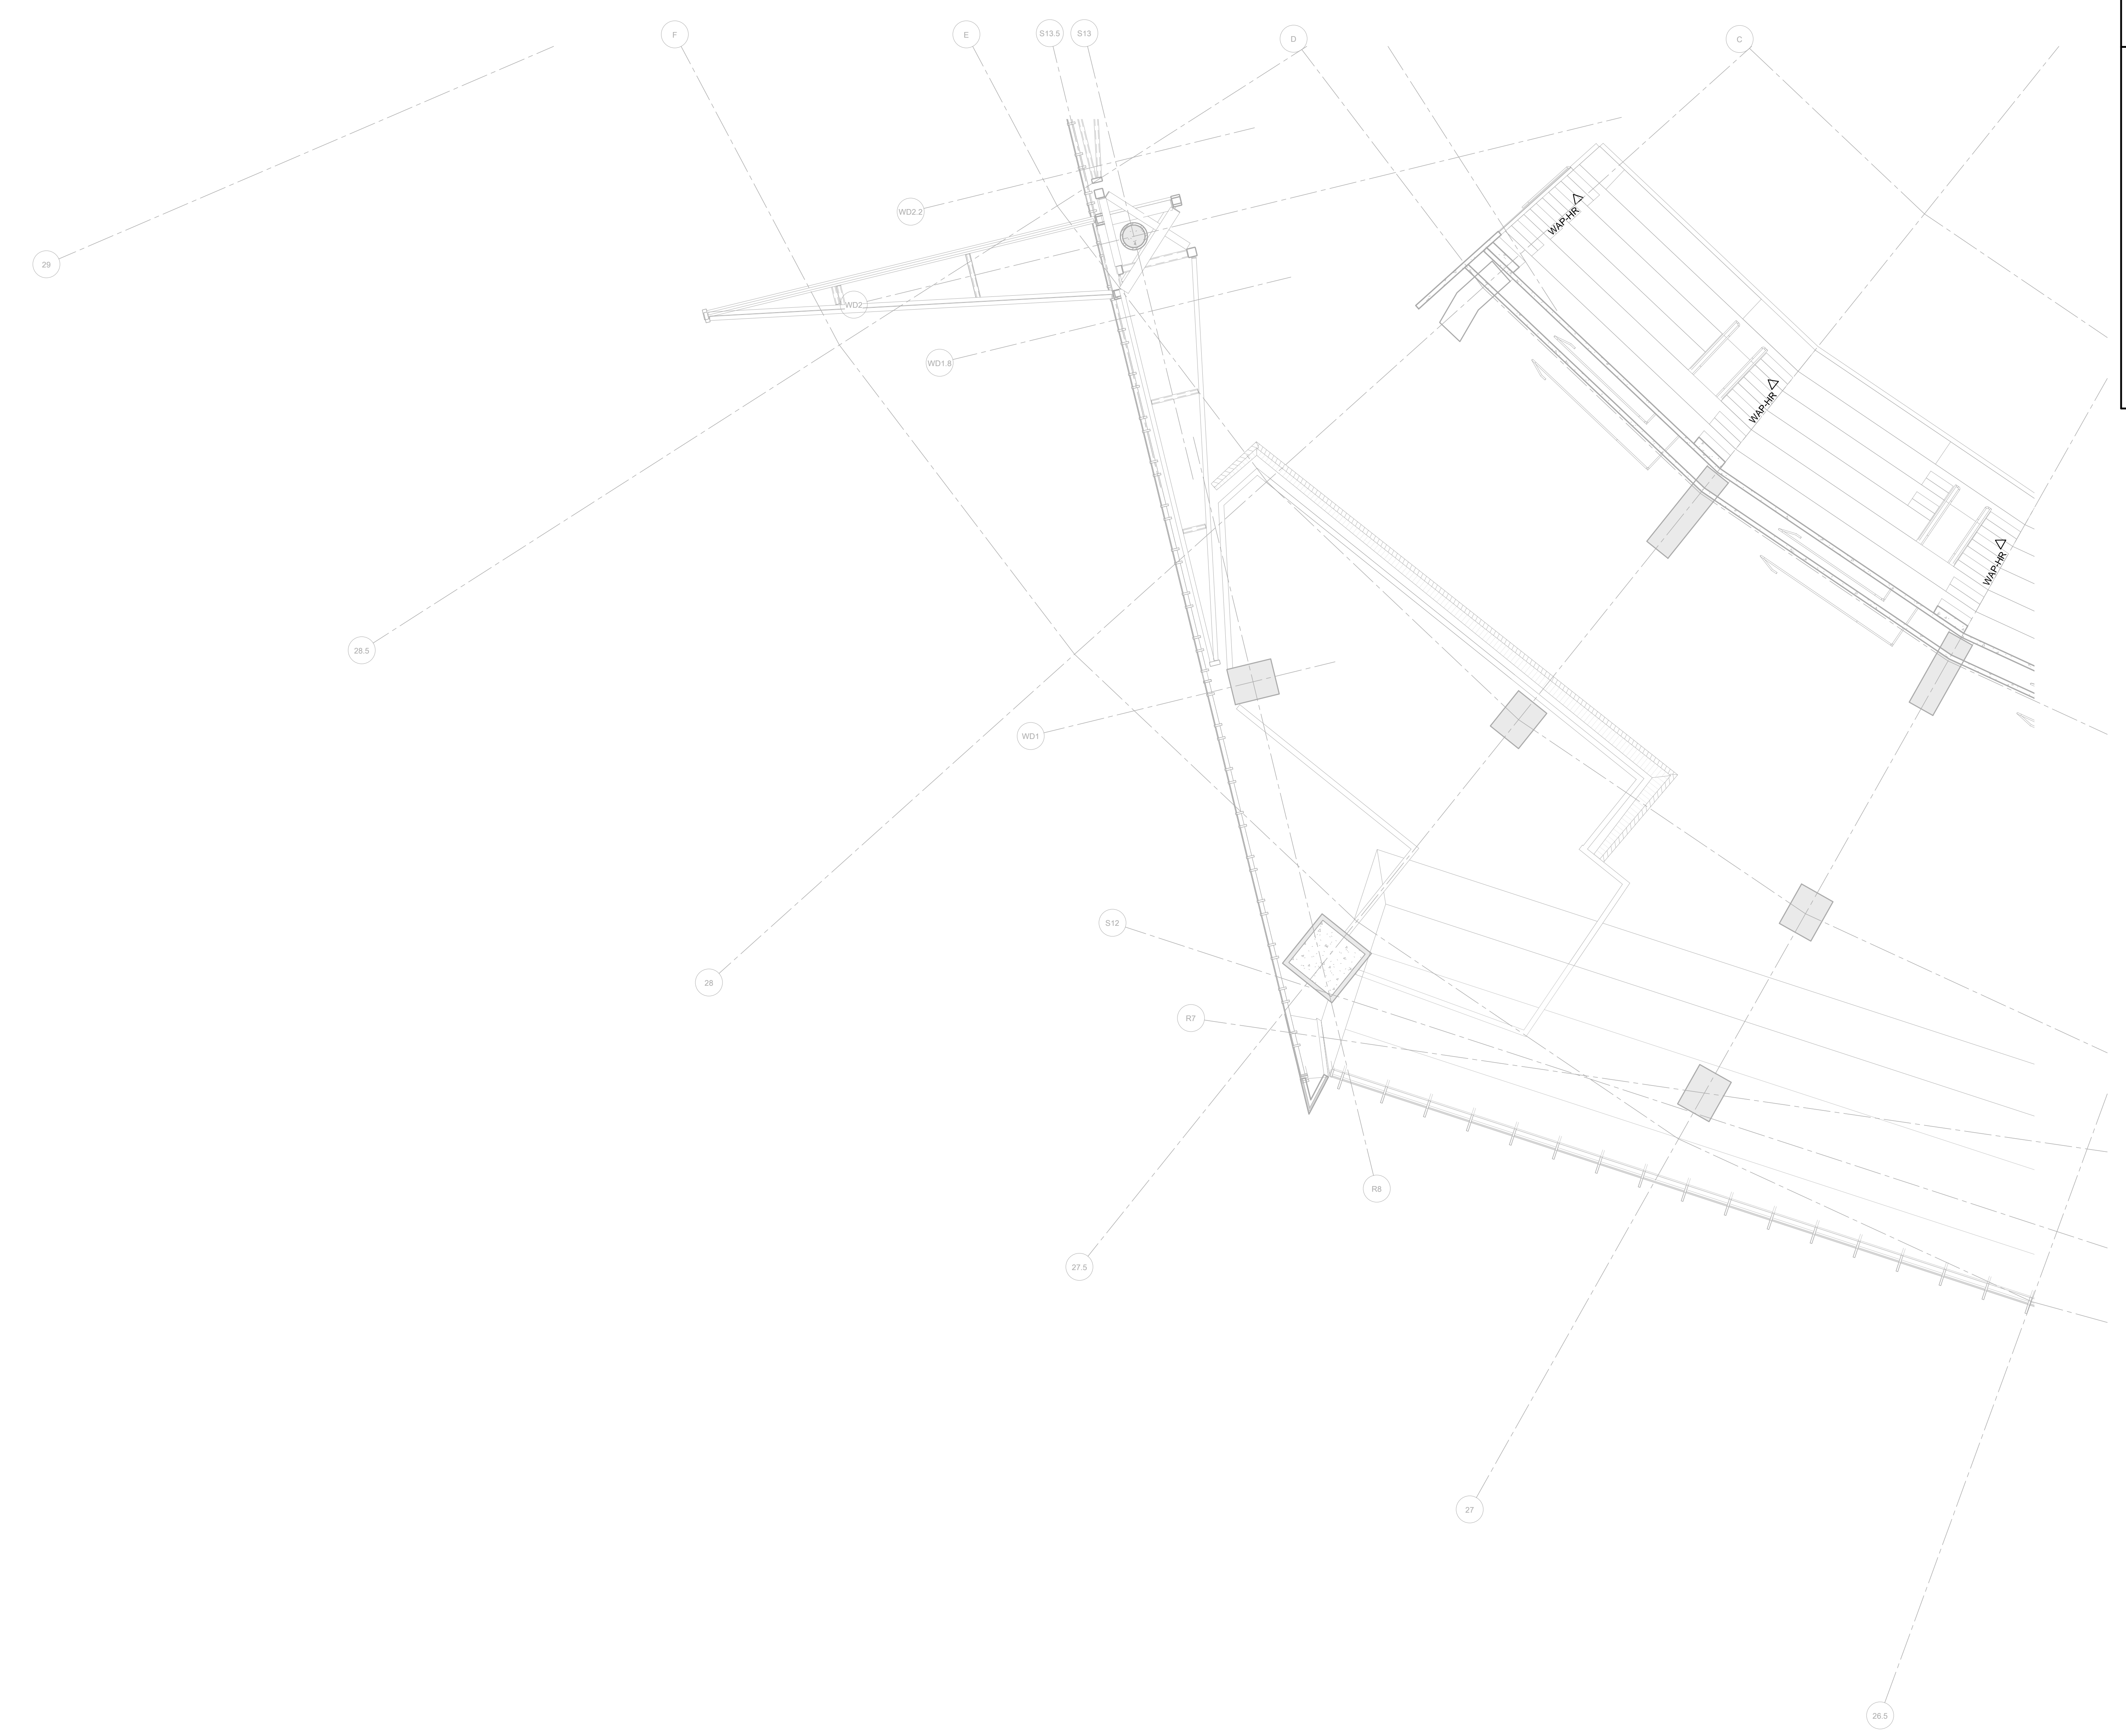 F
E
S13.5
S13
D
C
WD2.2
WAP-HR
29
WD2
WD1.8
WAP-HR
WAP-HR
28.5
WD1
S12
28
R7
R8
27.5
27
26.5